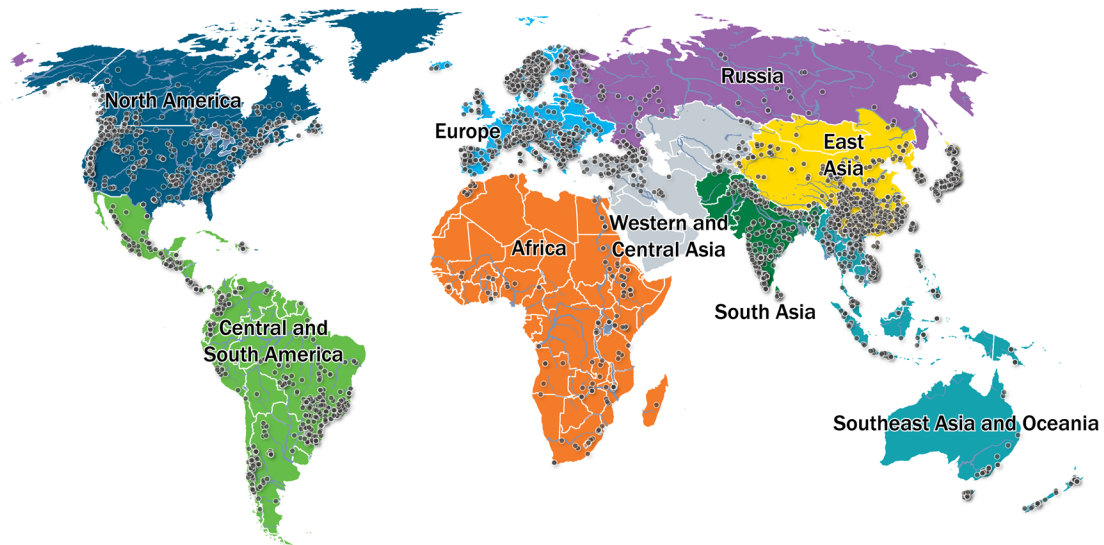 North America
Europe
Russia
East
Asia
Western and
Central Asia
Africa
South Asia
Central and
South America
Southeast Asia and Oceania